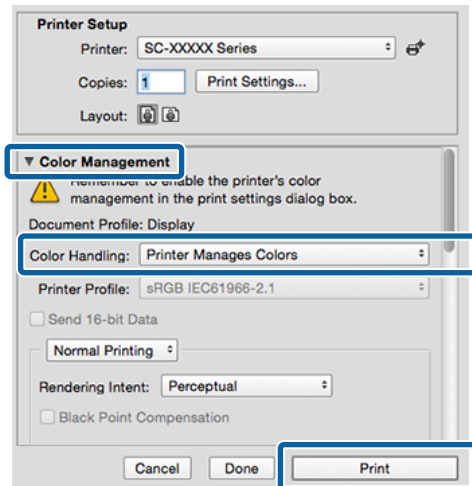 Printer Setup
Printer: SC-XXXXX Series
Copies: 1 Print Settings...
Layout:
▼ Color Management
Remember to enable the printer's color
management in the print settings dialog box.
Document Profile: Display
Color Handling: Printer Manages Colors
Printer Profile: sRGB IEC61966-2.1
Send 16-bit Data
Normal Printing
Rendering Intent: Perceptual
Black Point Compensation
Cancel Done Print